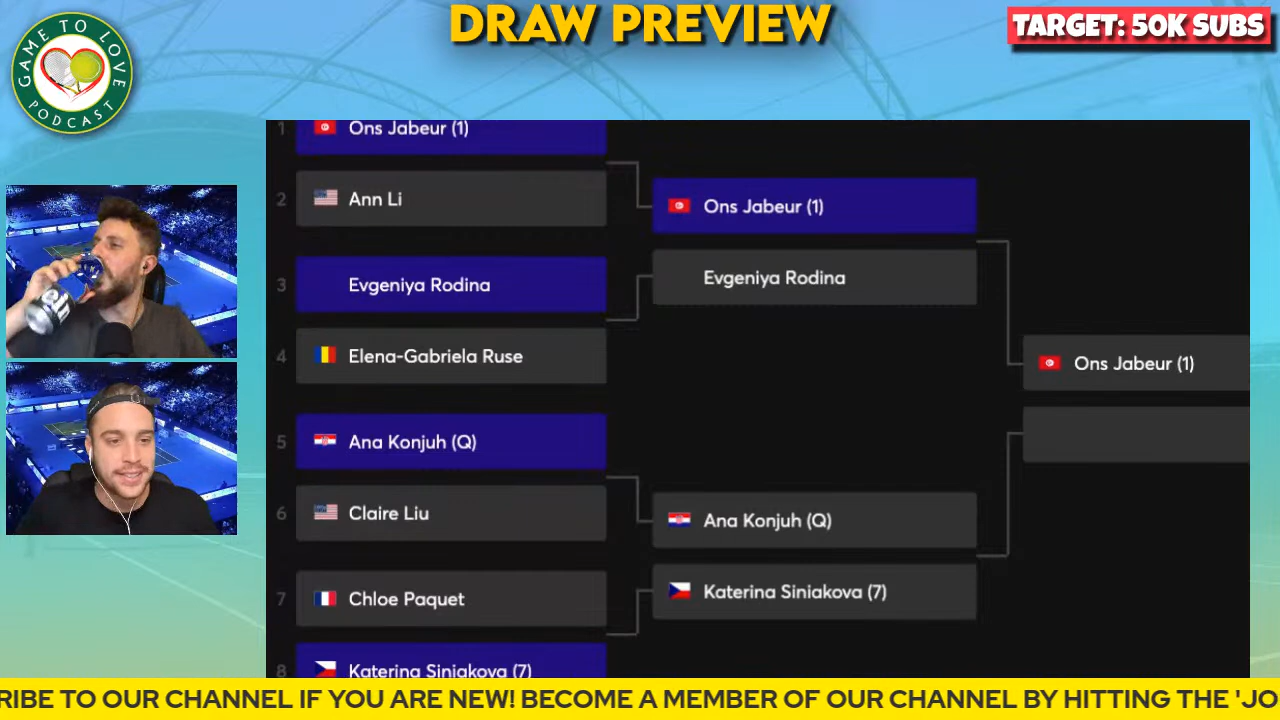 DRAW PREVIEW
TARGET: 50K SUBS
GAME TO LOVE
PODCAST
1 Ons Jabeur (1)
2 Ann Li
3 Evgeniya Rodina
4 Elena-Gabriela Ruse
5 Ana Konjuh (Q)
6 Claire Liu
7 Chloe Paquet
8 Katerina Siniakova (7)
Ons Jabeur (1)
Evgeniya Rodina
Ana Konjuh (Q)
Katerina Siniakova (7)
Ons Jabeur (1)
RIBE TO OUR CHANNEL IF YOU ARE NEW! BECOME A MEMBER OF OUR CHANNEL BY HITTING THE 'JO